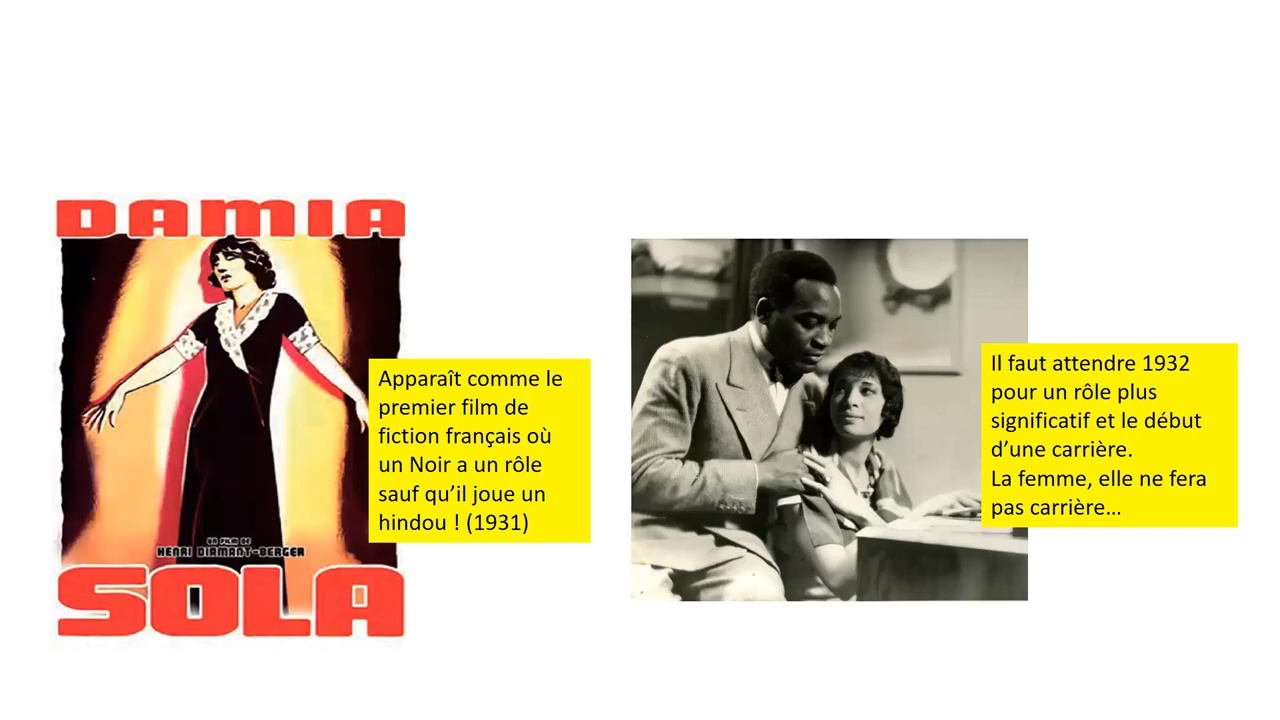 DAMIA
UN FILM DE
HENRI DIAMANT-BERGER
SOLA
Apparaît comme le
premier film de
fiction français où
un Noir a un rôle
sauf qu’il joue un
hindou ! (1931)
Il faut attendre 1932
pour un rôle plus
significatif et le début
d’une carrière.
La femme, elle ne fera
pas carrière…